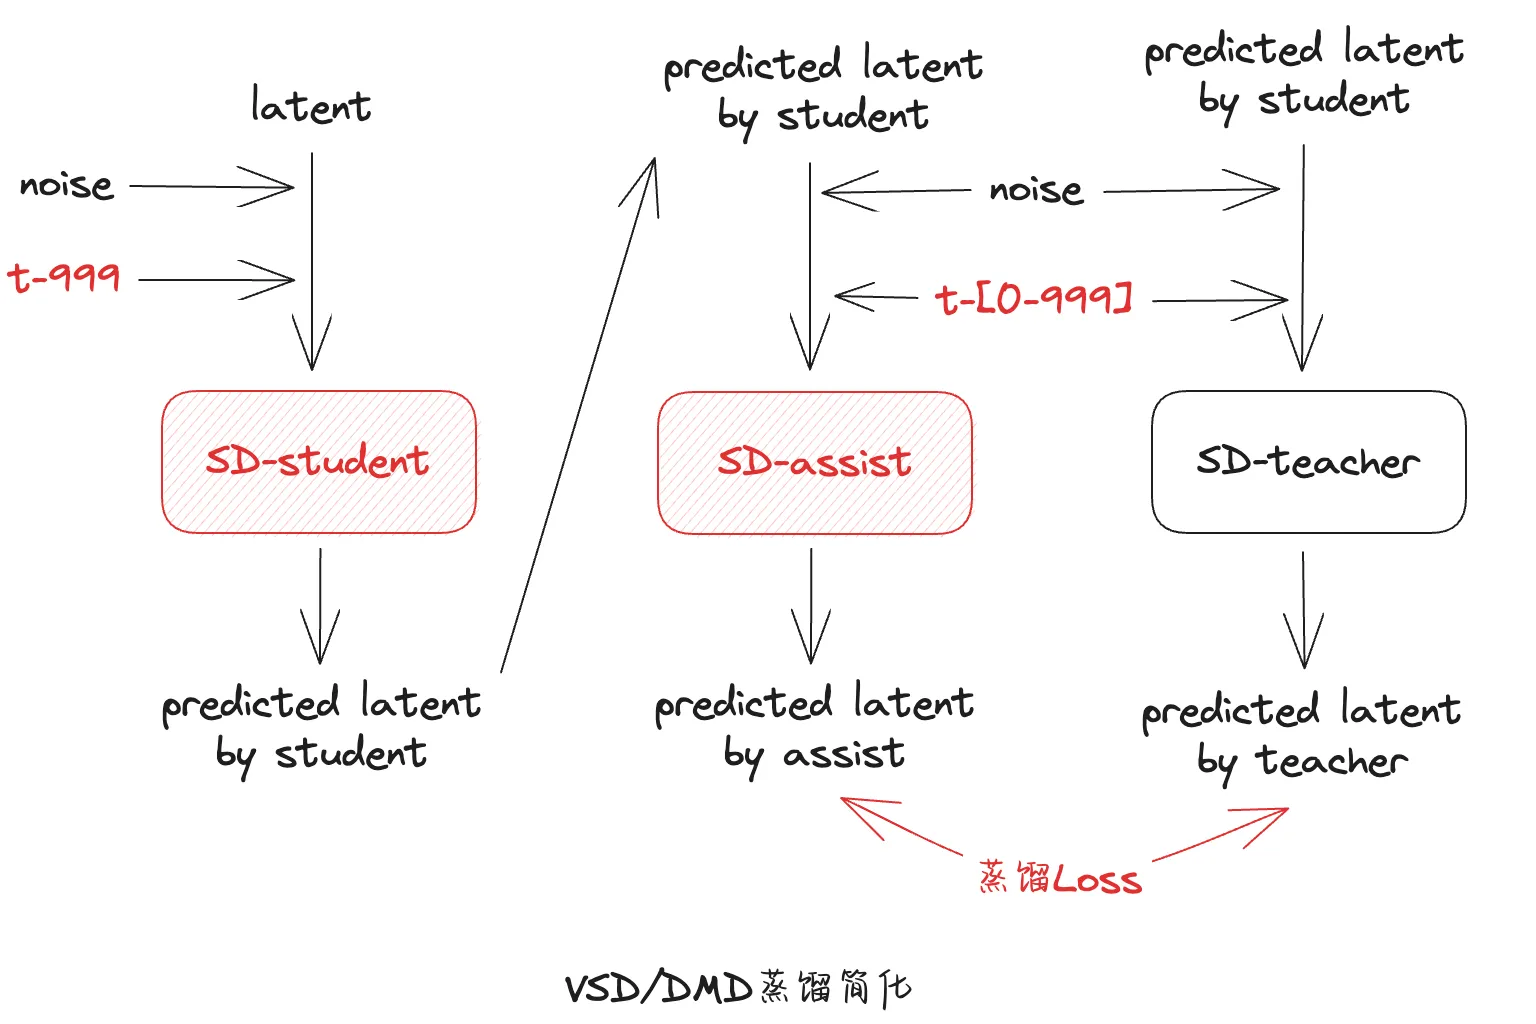 latent
noise
t-999
SD-student
predicted latent
by student
predicted latent
by student
noise
t-[0-999]
SD-assist
predicted latent
by assist
predicted latent
by student
SD-teacher
predicted latent
by teacher
蒸馏Loss
VSD/DMD蒸馏简化